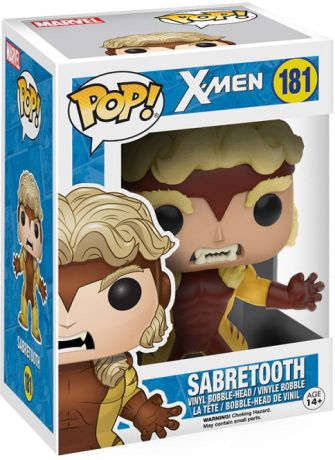 MARVEL
POP!
X-MEN
181
SABRETOOTH
181
SABRETOOTH
VINYL BOBBLE-HEAD / VINYLE BOBBLE
LA TÊTE / BOBBLE-HEAD DE VINIL
WARNING! Choking Hazard.
May contain small parts.
AGE
14+